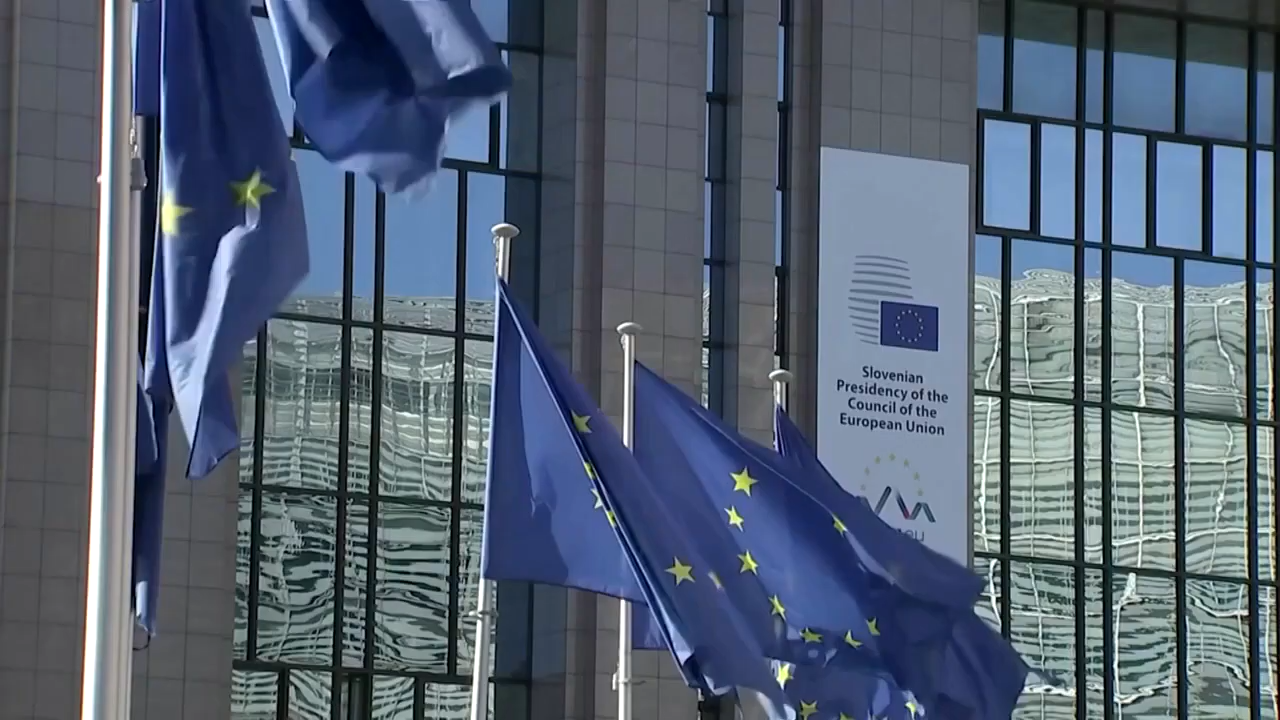 Slovenian
Presidency of the
Council of the
European Union